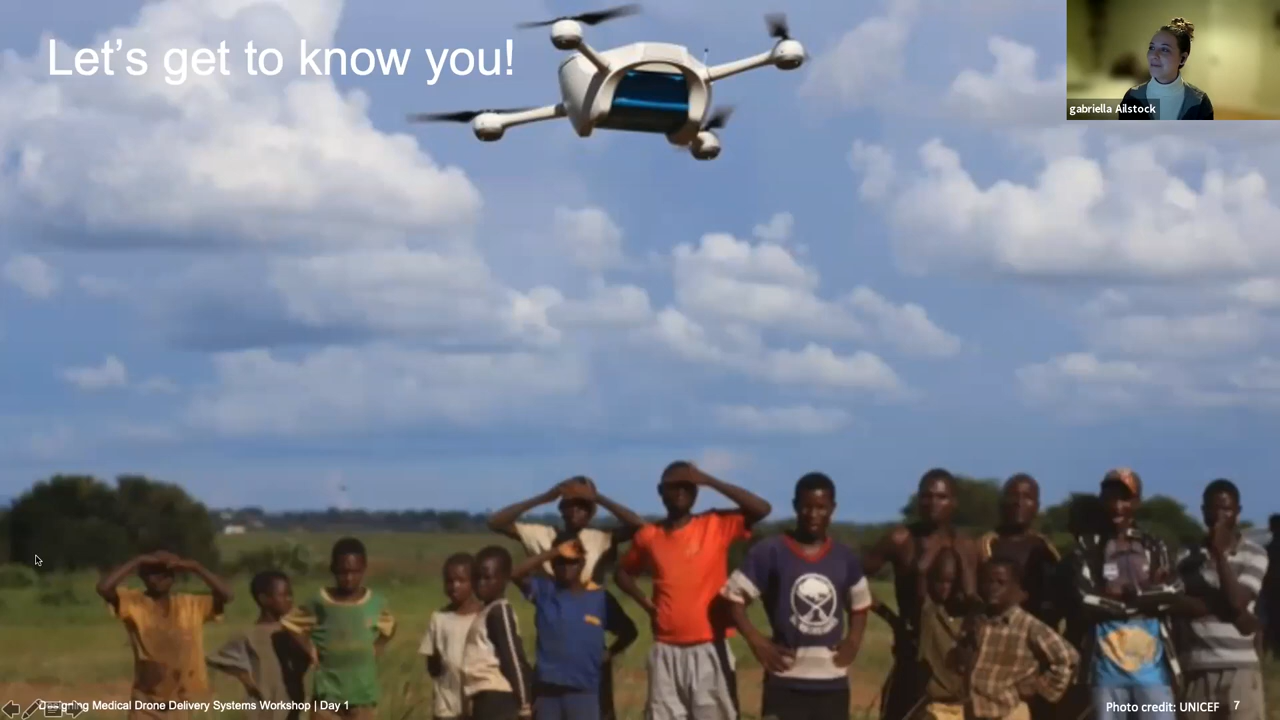 Let's get to know you!
gabriella Ailstock
Designing Medical Drone Delivery Systems Workshop | Day 1
Photo credit: UNICEF
7